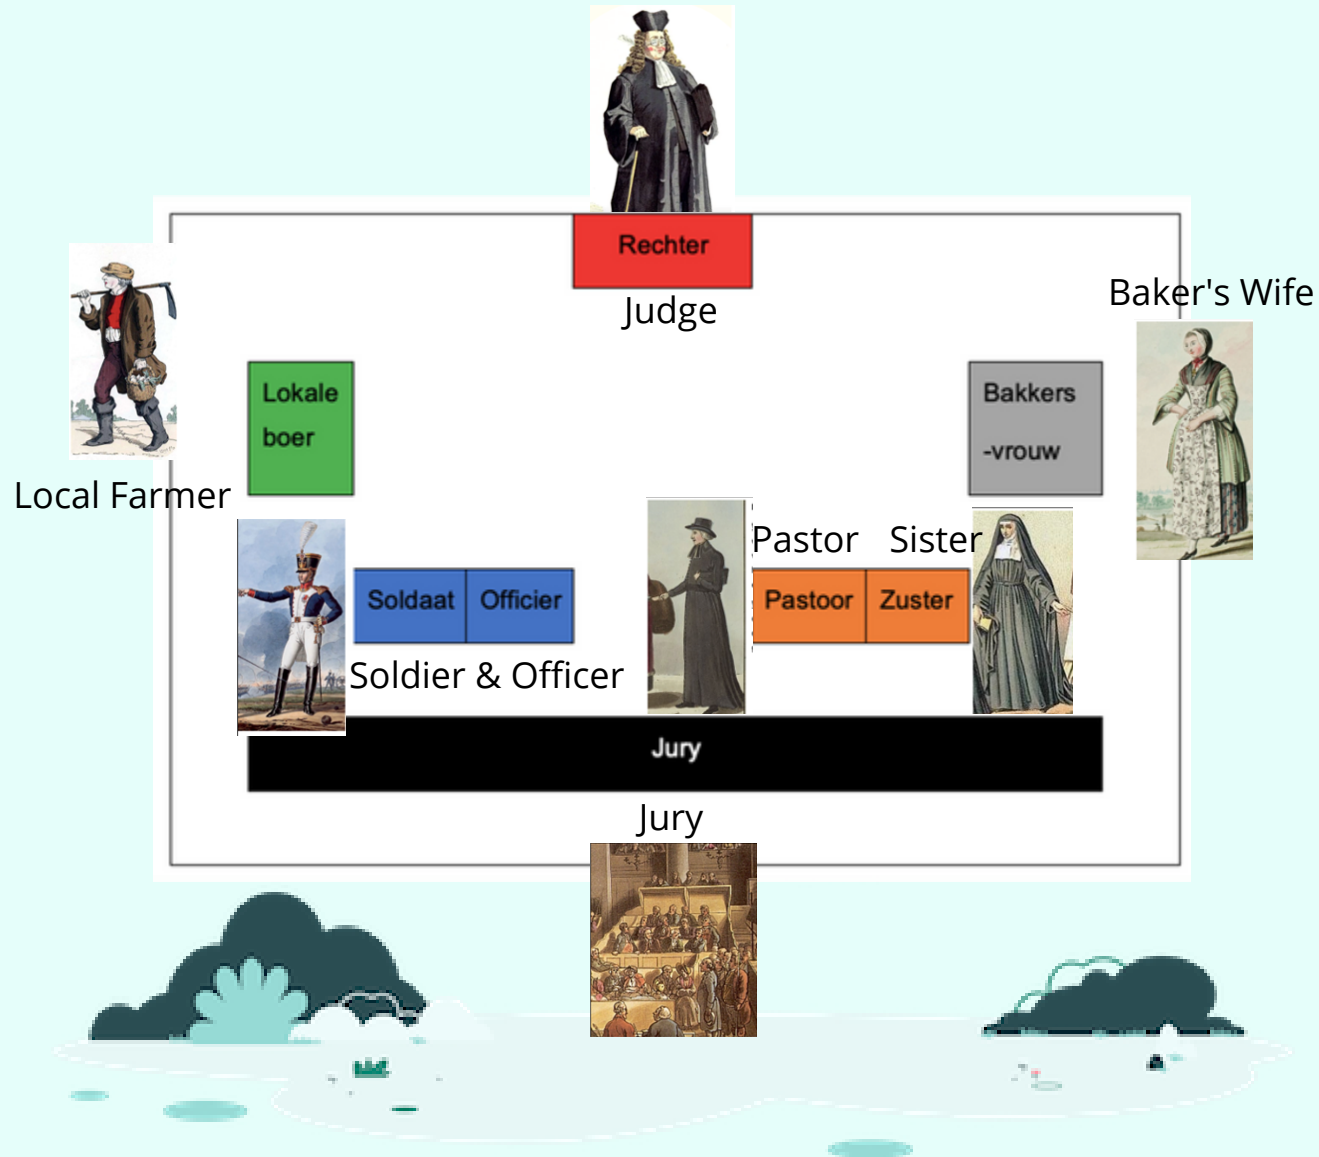 Rechter
Judge
Baker's Wife
Lokale
boer
Bakkers
-vrouw
Local Farmer
Pastor Sister
Soldaat Officier
Pastoor Zuster
Soldier & Officer
Jury
Jury